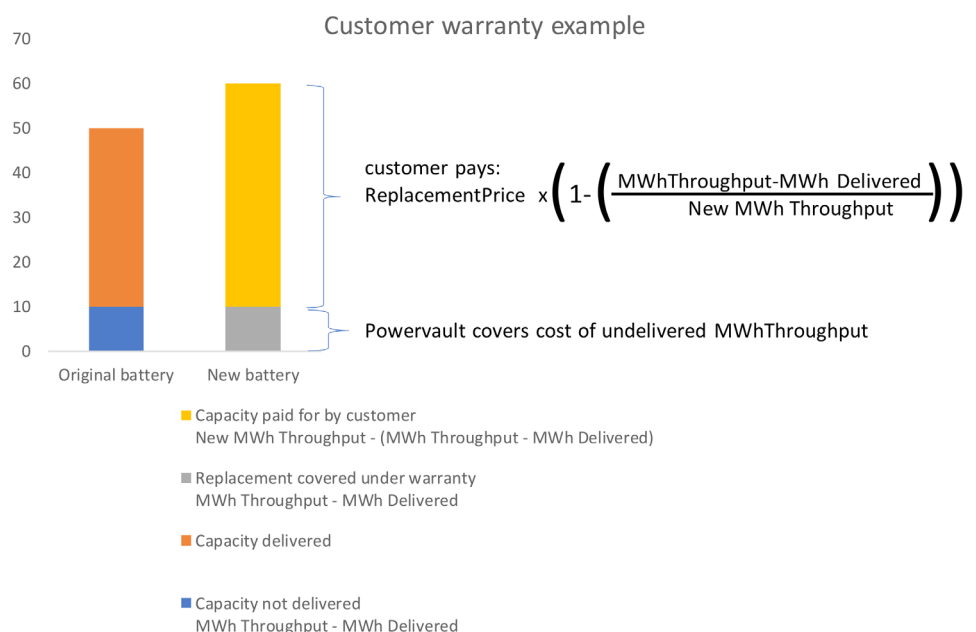 Customer warranty example
70
60
50
40
30
20
10
0
customer pays:
ReplacementPrice x(1-(MWhThroughput-MWh Delivered
New MWh Throughput))
Powervault covers cost of undelivered MWhThroughput
Original battery
New battery
Capacity paid for by customer
New MWh Throughput - (MWh Throughput - MWh Delivered)
Replacement covered under warranty
MWh Throughput - MWh Delivered
Capacity delivered
Capacity not delivered
MWh Throughput - MWh Delivered